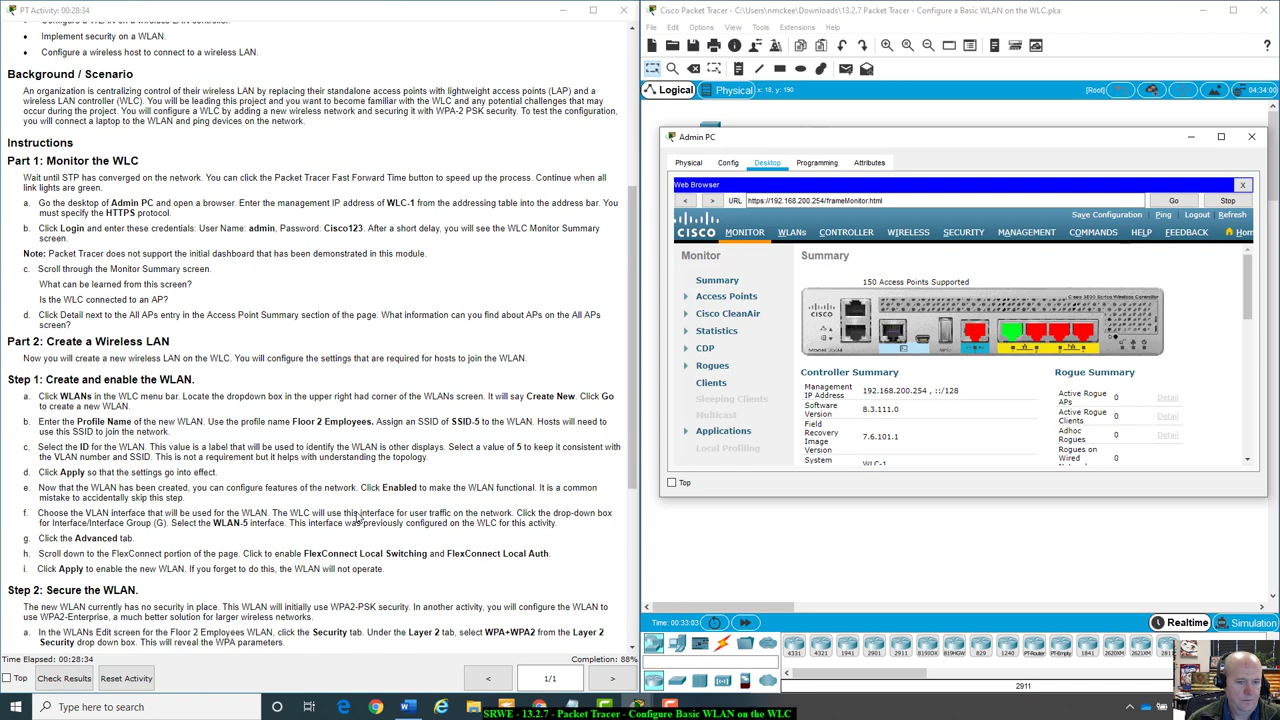 PT Activity: 00:28:34
Implement security on a WLAN.
Configure a wireless host to connect to a wireless LAN.
Background / Scenario
An organization is centralizing control of their wireless LAN by replacing their standalone access points with lightweight access points (LAP) and a
wireless LAN controller (WLC). You will be leading this project and you want to become familiar with the WLC and any potential challenges that may
occur during the project. You will configure a WLC by adding a new wireless network and securing it with WPA-2 PSK security. To test the configuration,
you will connect a laptop to the WLAN and ping devices on the network.
Instructions
Part 1: Monitor the WLC
Wait until STP has converged on the network. You can click the Packet Tracer Fast Forward Time button to speed up the process. Continue when all
link lights are green.
a. Go the desktop of Admin PC and open a browser. Enter the management IP address of WLC-1 from the addressing table into the address bar. You
must specify the HTTPS protocol.
b. Click Login and enter these credentials: User Name: admin, Password: Cisco123. After a short delay, you will see the WLC Monitor Summary
screen.
Note: Packet Tracer does not support the initial dashboard that has been demonstrated in this module.
c. Scroll through the Monitor Summary screen.
What can be learned from this screen?
Is the WLC connected to an AP?
d. Click Detail next to the All APs entry in the Access Point Summary section of the page. What information can you find about APs on the All APs
screen?
Part 2: Create a Wireless LAN
Now you will create a new wireless LAN on the WLC. You will configure the settings that are required for hosts to join the WLAN.
Step 1: Create and enable the WLAN.
a. Click WLANs in the WLC menu bar. Locate the dropdown box in the upper right had corner of the WLANs screen. It will say Create New. Click Go
to create a new WLAN.
b. Enter the Profile Name of the new WLAN. Use the profile name Floor 2 Employees. Assign an SSID of SSID-5 to the WLAN. Hosts will need to
use this SSID to join the network.
c. Select the ID for the WLAN. This value is a label that will be used to identify the WLAN is other displays. Select a value of 5 to keep it consistent
with the VLAN number and SSID. This is not a requirement but it helps with understanding the topology.
d. Click Apply so that the settings go into effect.
e. Now that the WLAN has been created, you can configure features of the network. Click Enabled to make the WLAN functional. It is a common
mistake to accidentally skip this step.
f. Choose the VLAN interface that will be used for the WLAN. The WLC will use this interface for user traffic on the network. Click the drop-down box
for Interface/Interface Group (G). Select the WLAN-5 interface. This interface was previously configured on the WLC for this activity.
g. Click the Advanced tab.
h. Scroll down to the FlexConnect portion of the page. Click to enable FlexConnect Local Switching and FlexConnect Local Auth.
i. Click Apply to enable the new WLAN. If you forget to do this, the WLAN will not operate.
Step 2: Secure the WLAN.
The new WLAN currently has no security in place. This WLAN will initially use WPA2-PSK security. In another activity, you will configure the WLAN to
use WPA2-Enterprise, a much better solution for larger wireless networks.
a. In the WLANs Edit screen for the Floor 2 Employees WLAN, click the Security tab. Under the Layer 2 tab, select WPA+WPA2 from the Layer 2
Security drop down box. This will reveal the WPA parameters.
Time Elapsed: 00:28:34 Completion: 88%
Top Check Results Reset Activity < 1/1 >
Cisco Packet Tracer - C:\Users\nmckee\Downloads\13.2.7 Packet Tracer - Configure a Basic WLAN on the WLC.pka
File Edit Options View Tools Extensions Help
Logical Physical x: 18, y: 190 [Root] 04:34:00
Admin PC
Physical Config Desktop Programming Attributes
Web Browser X
< > URL https://192.168.200.254/frameMonitor.html Go Stop
Save Configuration Ping Logout Refresh
CISCO MONITOR WLANs CONTROLLER WIRELESS SECURITY MANAGEMENT COMMANDS HELP FEEDBACK Hom
Monitor
Summary
Access Points
Cisco CleanAir
Statistics
CDP
Rogues
Clients
Sleeping Clients
Multicast
Applications
Local Profiling
Summary
150 Access Points Supported
Controller Summary
Management IP Address 192.168.200.254 , ::/128
Software Version 8.3.111.0
Field Recovery Image Version 7.6.101.1
System WLC-1
Rogue Summary
Active Rogue APs 0 Detail
Active Rogue Clients 0 Detail
Adhoc Rogues 0 Detail
Rogues on Wired 0
Top
Time: 00:33:03 Realtime Simulation
4331 4321 1941 2901 2911 819IOX 819HGW 829 1240 PT-Router PT-Empty 1841 2620XM 2621XM 2811
2911
Type here to search
SRWE - 13.2.7 - Packet Tracer - Configure Basic WLAN on the WLC